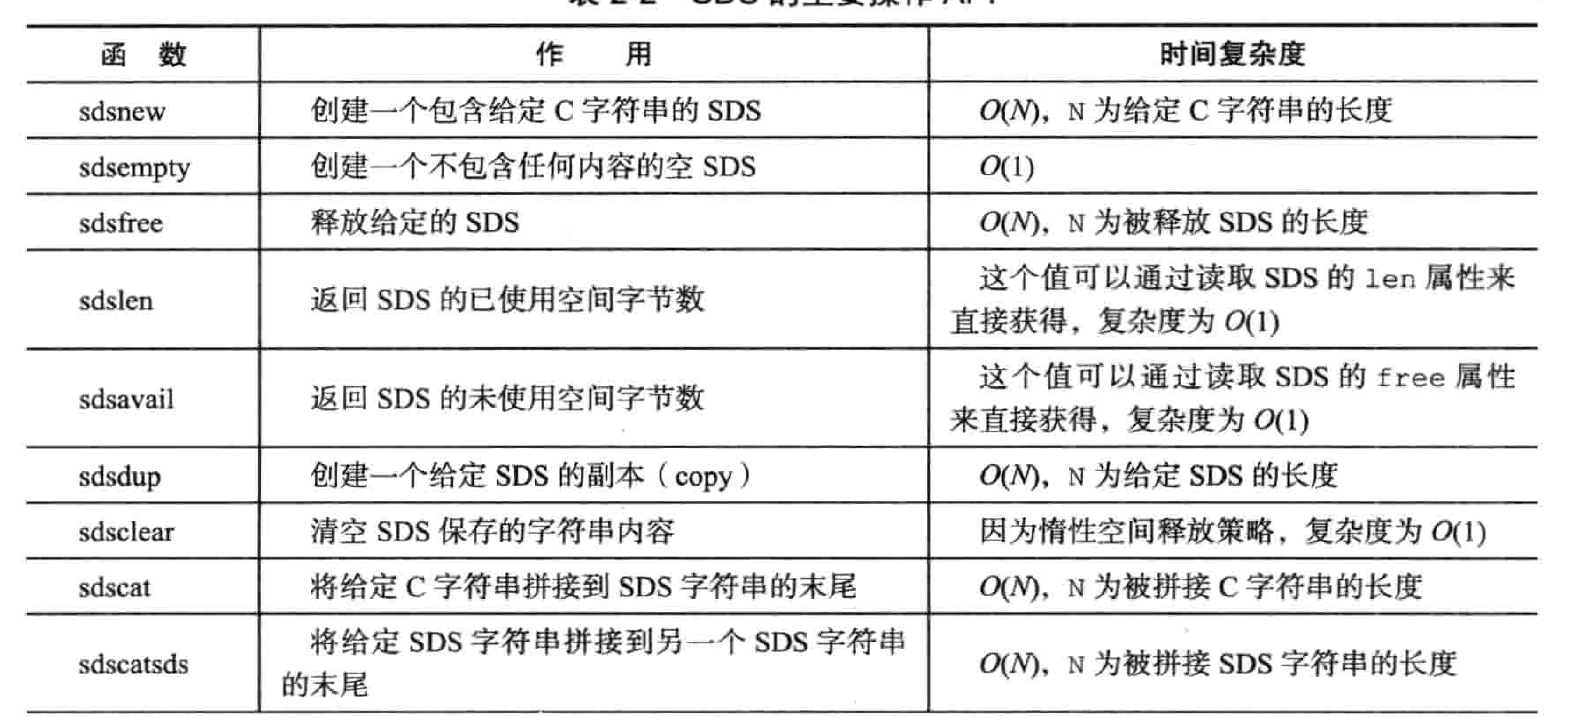 表 2-2 SDS 的主要操作 API
函 数 作 用 时间复杂度
sdsnew 创建一个包含给定 C 字符串的 SDS O(N)，N 为给定 C 字符串的长度
sdsempty 创建一个不包含任何内容的空 SDS O(1)
sdsfree 释放给定的 SDS O(N)，N 为被释放 SDS 的长度
sdslen 返回 SDS 的已使用空间字节数 这个值可以通过读取 SDS 的 len 属性来
直接获得，复杂度为 O(1)
sdsavail 返回 SDS 的未使用空间字节数 这个值可以通过读取 SDS 的 free 属性
来直接获得，复杂度为 O(1)
sdsdup 创建一个给定 SDS 的副本（copy） O(N)，N 为给定 SDS 的长度
sdsclear 清空 SDS 保存的字符串内容 因为惰性空间释放策略，复杂度为 O(1)
sdscat 将给定 C 字符串拼接到 SDS 字符串的末尾 O(N)，N 为被拼接 C 字符串的长度
sdscatsds 将给定 SDS 字符串拼接到另一个 SDS 字符串
的末尾 O(N)，N 为被拼接 SDS 字符串的长度